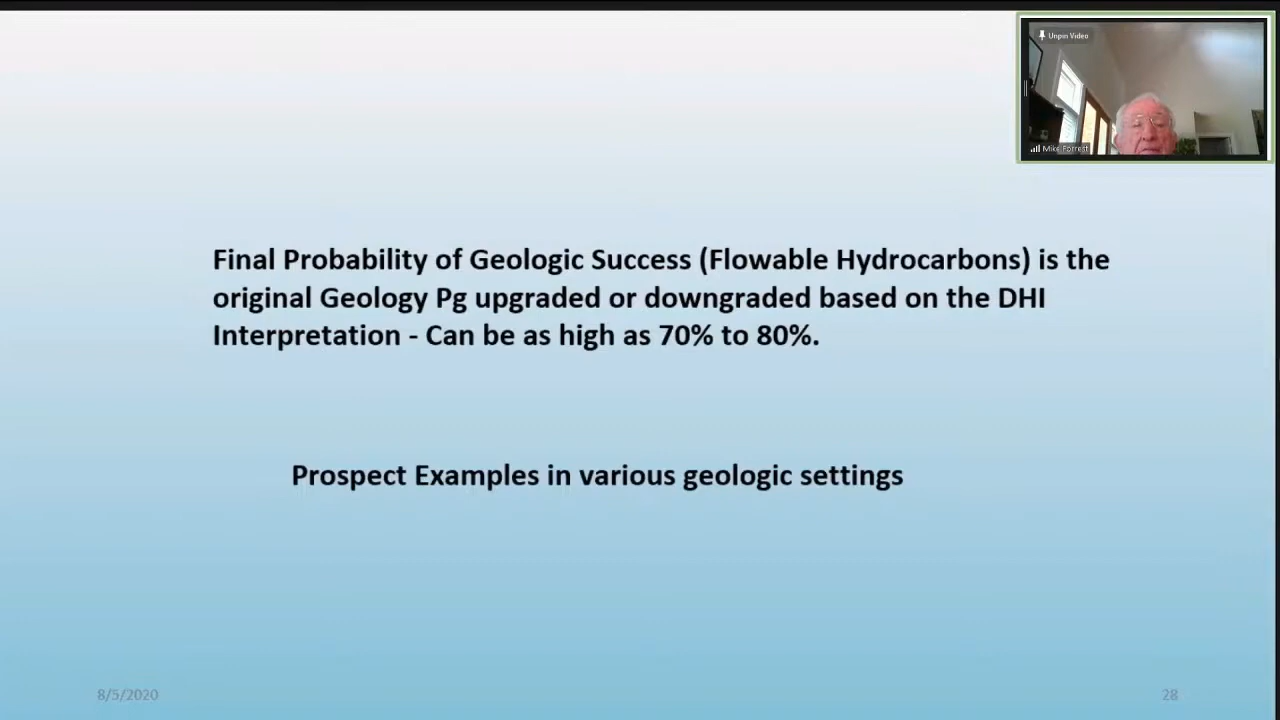 Unpin Video
Mike Forrest
Final Probability of Geologic Success (Flowable Hydrocarbons) is the
original Geology Pg upgraded or downgraded based on the DHI
Interpretation - Can be as high as 70% to 80%.
Prospect Examples in various geologic settings
8/5/2020
28